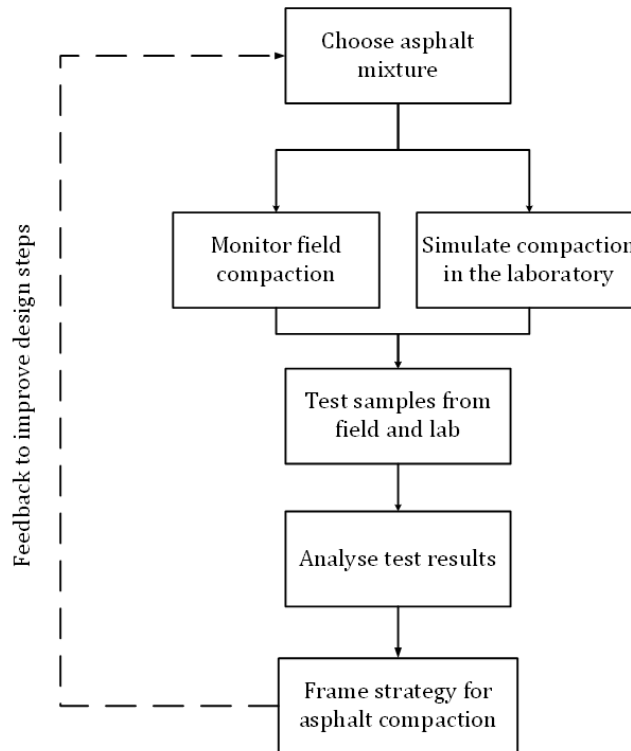 Choose asphalt
mixture
Monitor field
compaction
Simulate compaction
in the laboratory
Test samples from
field and lab
Analyse test results
Frame strategy for
asphalt compaction
Feedback to improve design steps